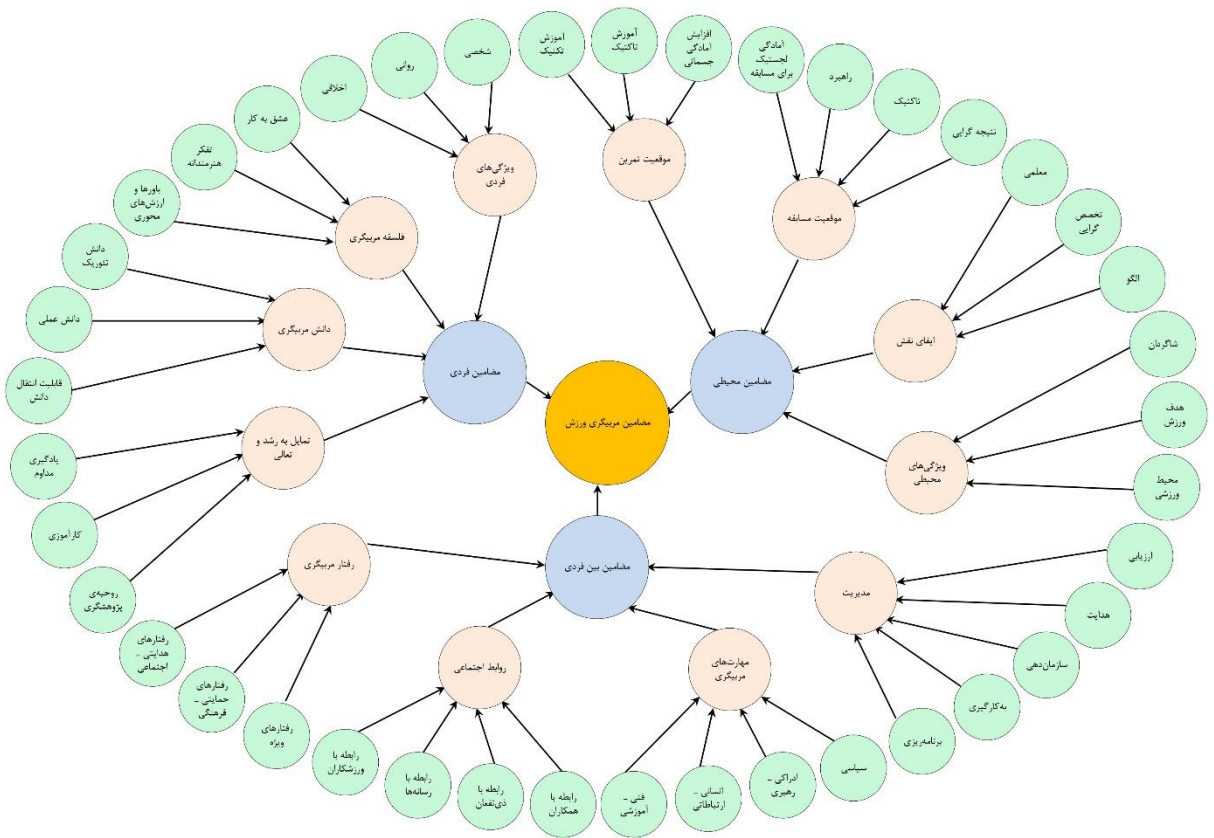 شخصی
روانی
اخلاقی
عشق به کار
تفکر
هنرمندانه
باورها و
ارزش‌های
محوری
دانش
تئوریک
دانش عملی
قابلیت انتقال
دانش
یادگیری
مداوم
کارآموزی
روحیه‌ی
پژوهشگری
ویژگی‌های
فردی
فلسفه مربیگری
دانش مربیگری
تمایل به رشد و
تعالی
مضامین فردی
آموزش
تکنیک
آموزش
تاکتیک
افزایش
آمادگی
جسمانی
آمادگی
لجستیک
برای مسابقه
راهبرد
تاکتیک
نتیجه گرایی
معلمی
تخصص
گرایی
الگو
شاگردان
هدف
ورزش
محیط
ورزشی
موقعیت تمرین
موقعیت مسابقه
ایفای نقش
ویژگی‌های
محیطی
مضامین محیطی
مضامین مربیگری ورزش
مضامین بین فردی
رفتار مربیگری
روابط اجتماعی
مهارت‌های
مربیگری
مدیریت
ارزیابی
هدایت
سازمان‌دهی
به‌کارگیری
برنامه‌ریزی
سیاسی
ادراکی ـ
رهبری
انسانی ـ
ارتباطاتی
فنی ـ
آموزشی
رابطه با
همکاران
رابطه با
ذی‌نفعان
رابطه با
رسانه‌ها
رابطه با
ورزشکاران
رفتارهای
ویژه
رفتارهای
حمایتی ـ
فرهنگی
رفتارهای
هدایتی ـ
اجتماعی